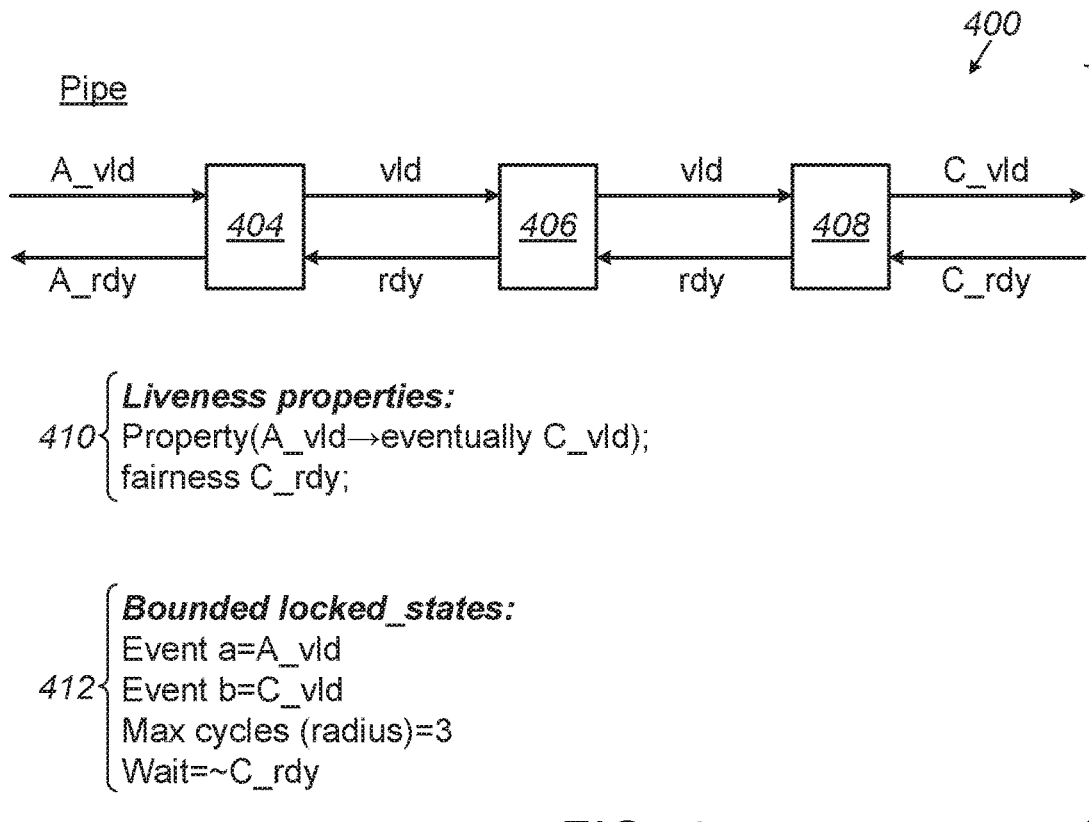 400
Pipe
A_vld vld vld C_vld
404 406 408
A_rdy rdy rdy C_rdy
410
Liveness properties:
Property(A_vld→eventually C_vld);
fairness C_rdy;
412
Bounded locked_states:
Event a=A_vld
Event b=C_vld
Max cycles (radius)=3
Wait=~C_rdy